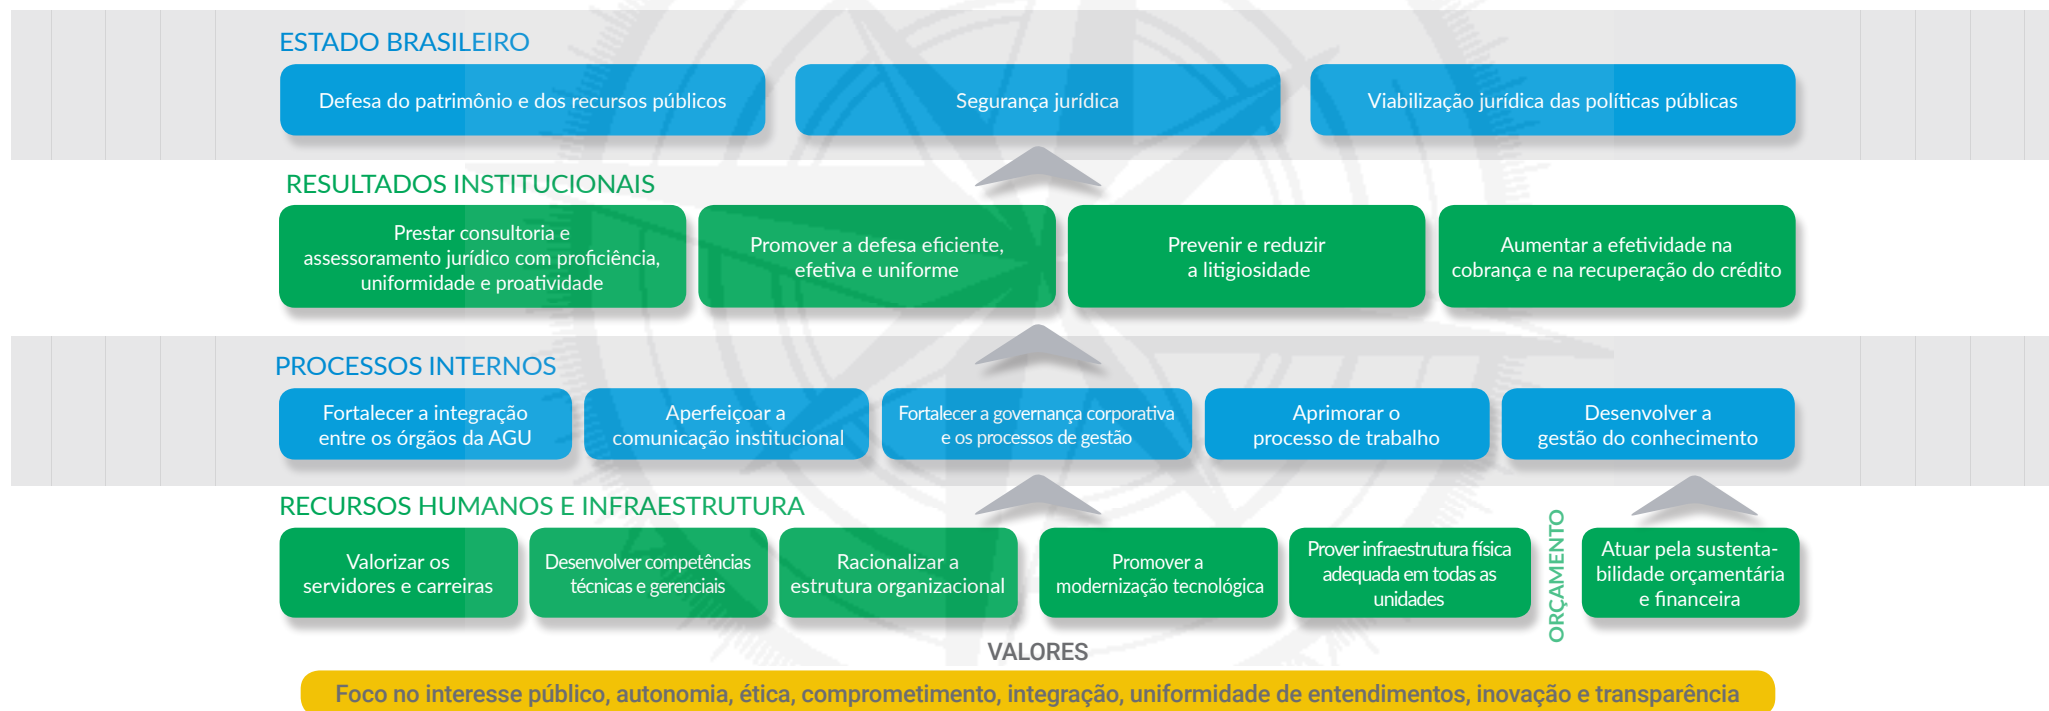 ESTADO BRASILEIRO
Defesa do patrimônio e dos recursos públicos
Segurança jurídica
Viabilização jurídica das políticas públicas
RESULTADOS INSTITUCIONAIS
Prestar consultoria e
assessoramento jurídico com proficiência,
uniformidade e proatividade
Promover a defesa eficiente,
efetiva e uniforme
Prevenir e reduzir
a litigiosidade
Aumentar a efetividade na
cobrança e na recuperação do crédito
PROCESSOS INTERNOS
Fortalecer a integração
entre os órgãos da AGU
Aperfeiçoar a
comunicação institucional
Fortalecer a governança corporativa
e os processos de gestão
Aprimorar o
processo de trabalho
Desenvolver a
gestão do conhecimento
RECURSOS HUMANOS E INFRAESTRUTURA
Valorizar os
servidores e carreiras
Desenvolver competências
técnicas e gerenciais
Racionalizar a
estrutura organizacional
Promover a
modernização tecnológica
Prover infraestrutura física
adequada em todas as
unidades
ORÇAMENTO
Atuar pela sustenta-
bilidade orçamentária
e financeira
VALORES
Foco no interesse público, autonomia, ética, comprometimento, integração, uniformidade de entendimentos, inovação e transparência